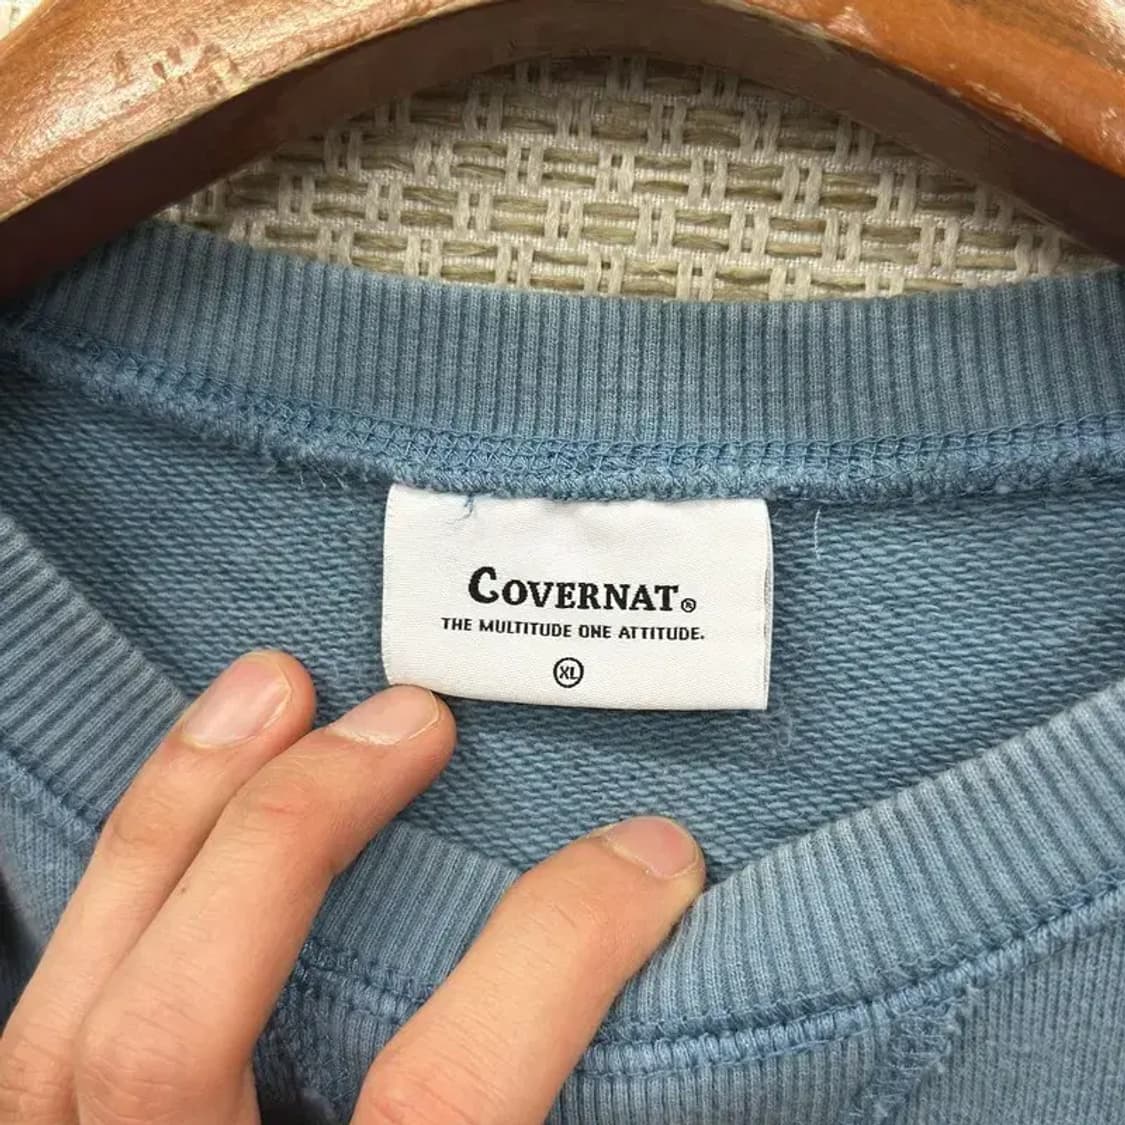 COVERNAT®
THE MULTITUDE ONE ATTITUDE.
XL